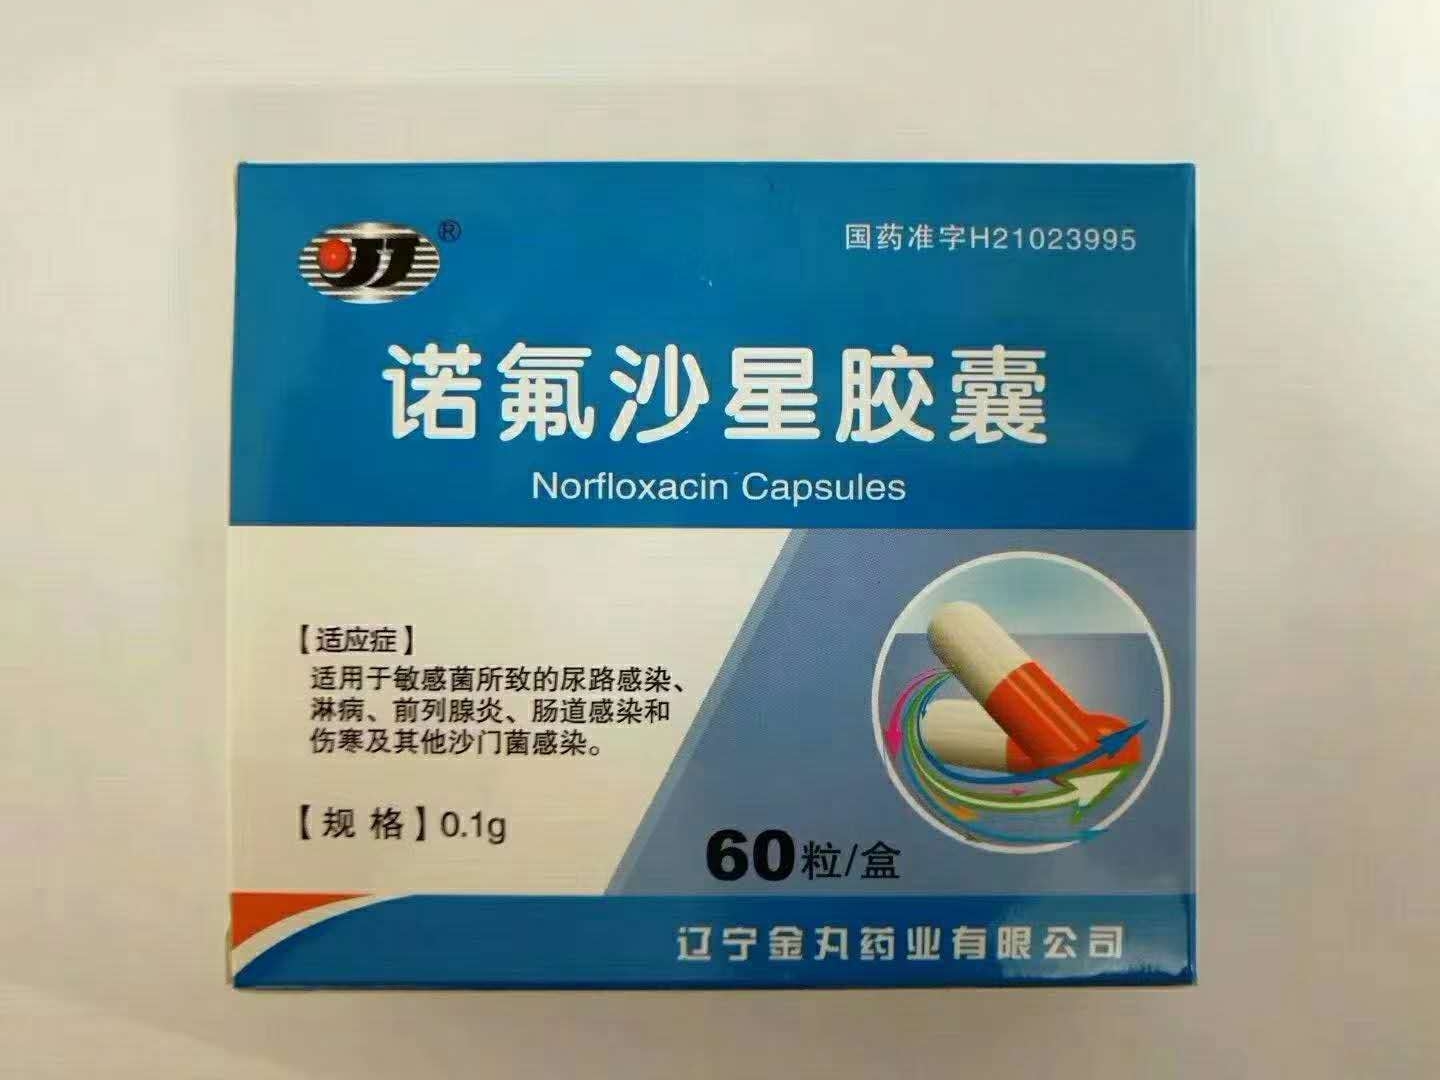 JJ®
国药准字H21023995
诺氟沙星胶囊
Norfloxacin Capsules
【适应症】
适用于敏感菌所致的尿路感染、
淋病、前列腺炎、肠道感染和
伤寒及其他沙门菌感染。
【规格】0.1g
60粒/盒
辽宁金丸药业有限公司